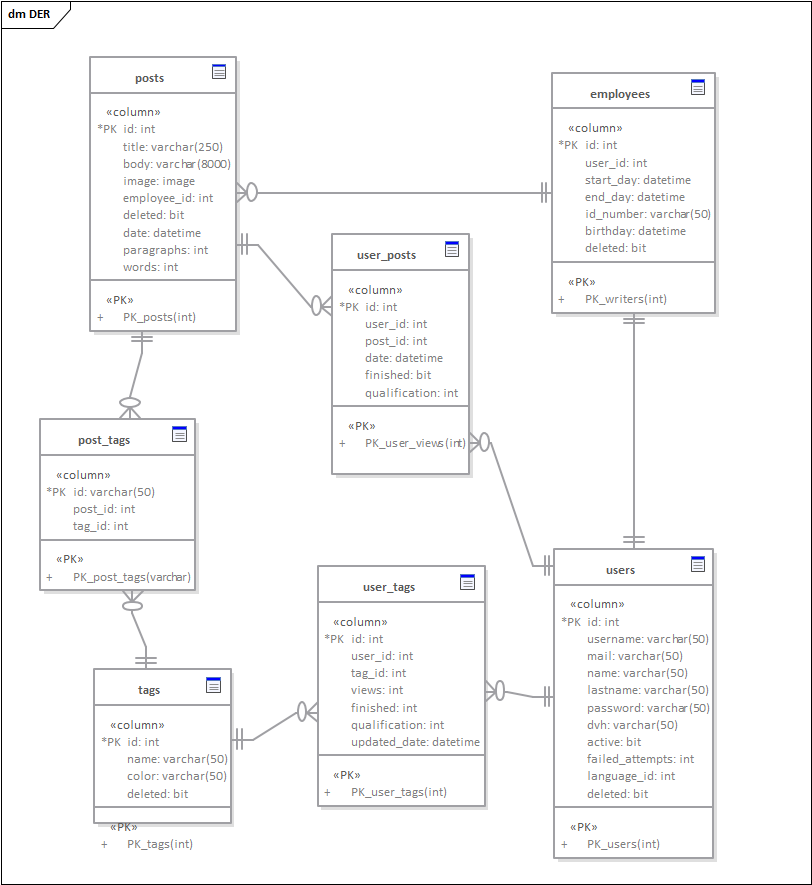 dm DER
posts
«column»
*PK id: int
title: varchar(250)
body: varchar(8000)
image: image
employee_id: int
deleted: bit
date: datetime
paragraphs: int
words: int
«PK»
+ PK_posts(int)
employees
«column»
*PK id: int
user_id: int
start_day: datetime
end_day: datetime
id_number: varchar(50)
birthday: datetime
deleted: bit
«PK»
+ PK_writers(int)
user_posts
«column»
*PK id: int
user_id: int
post_id: int
date: datetime
finished: bit
qualification: int
«PK»
+ PK_user_views(int)
post_tags
«column»
*PK id: varchar(50)
post_id: int
tag_id: int
«PK»
+ PK_post_tags(varchar)
user_tags
«column»
*PK id: int
user_id: int
tag_id: int
views: int
finished: int
qualification: int
updated_date: datetime
«PK»
+ PK_user_tags(int)
users
«column»
*PK id: int
username: varchar(50)
mail: varchar(50)
name: varchar(50)
lastname: varchar(50)
password: varchar(50)
dvh: varchar(50)
active: bit
failed_attempts: int
language_id: int
deleted: bit
«PK»
+ PK_users(int)
tags
«column»
*PK id: int
name: varchar(50)
color: varchar(50)
deleted: bit
«PK»
+ PK_tags(int)